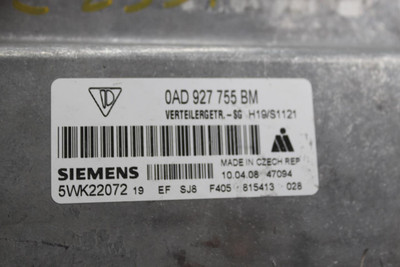 0AD 927 755 BM
VERTEILERGETR. -SG H19/S1121
MADE IN CZECH REP
SIEMENS 10.04.08 47094
5WK22072 19 EF SJ8 F405 815413 028